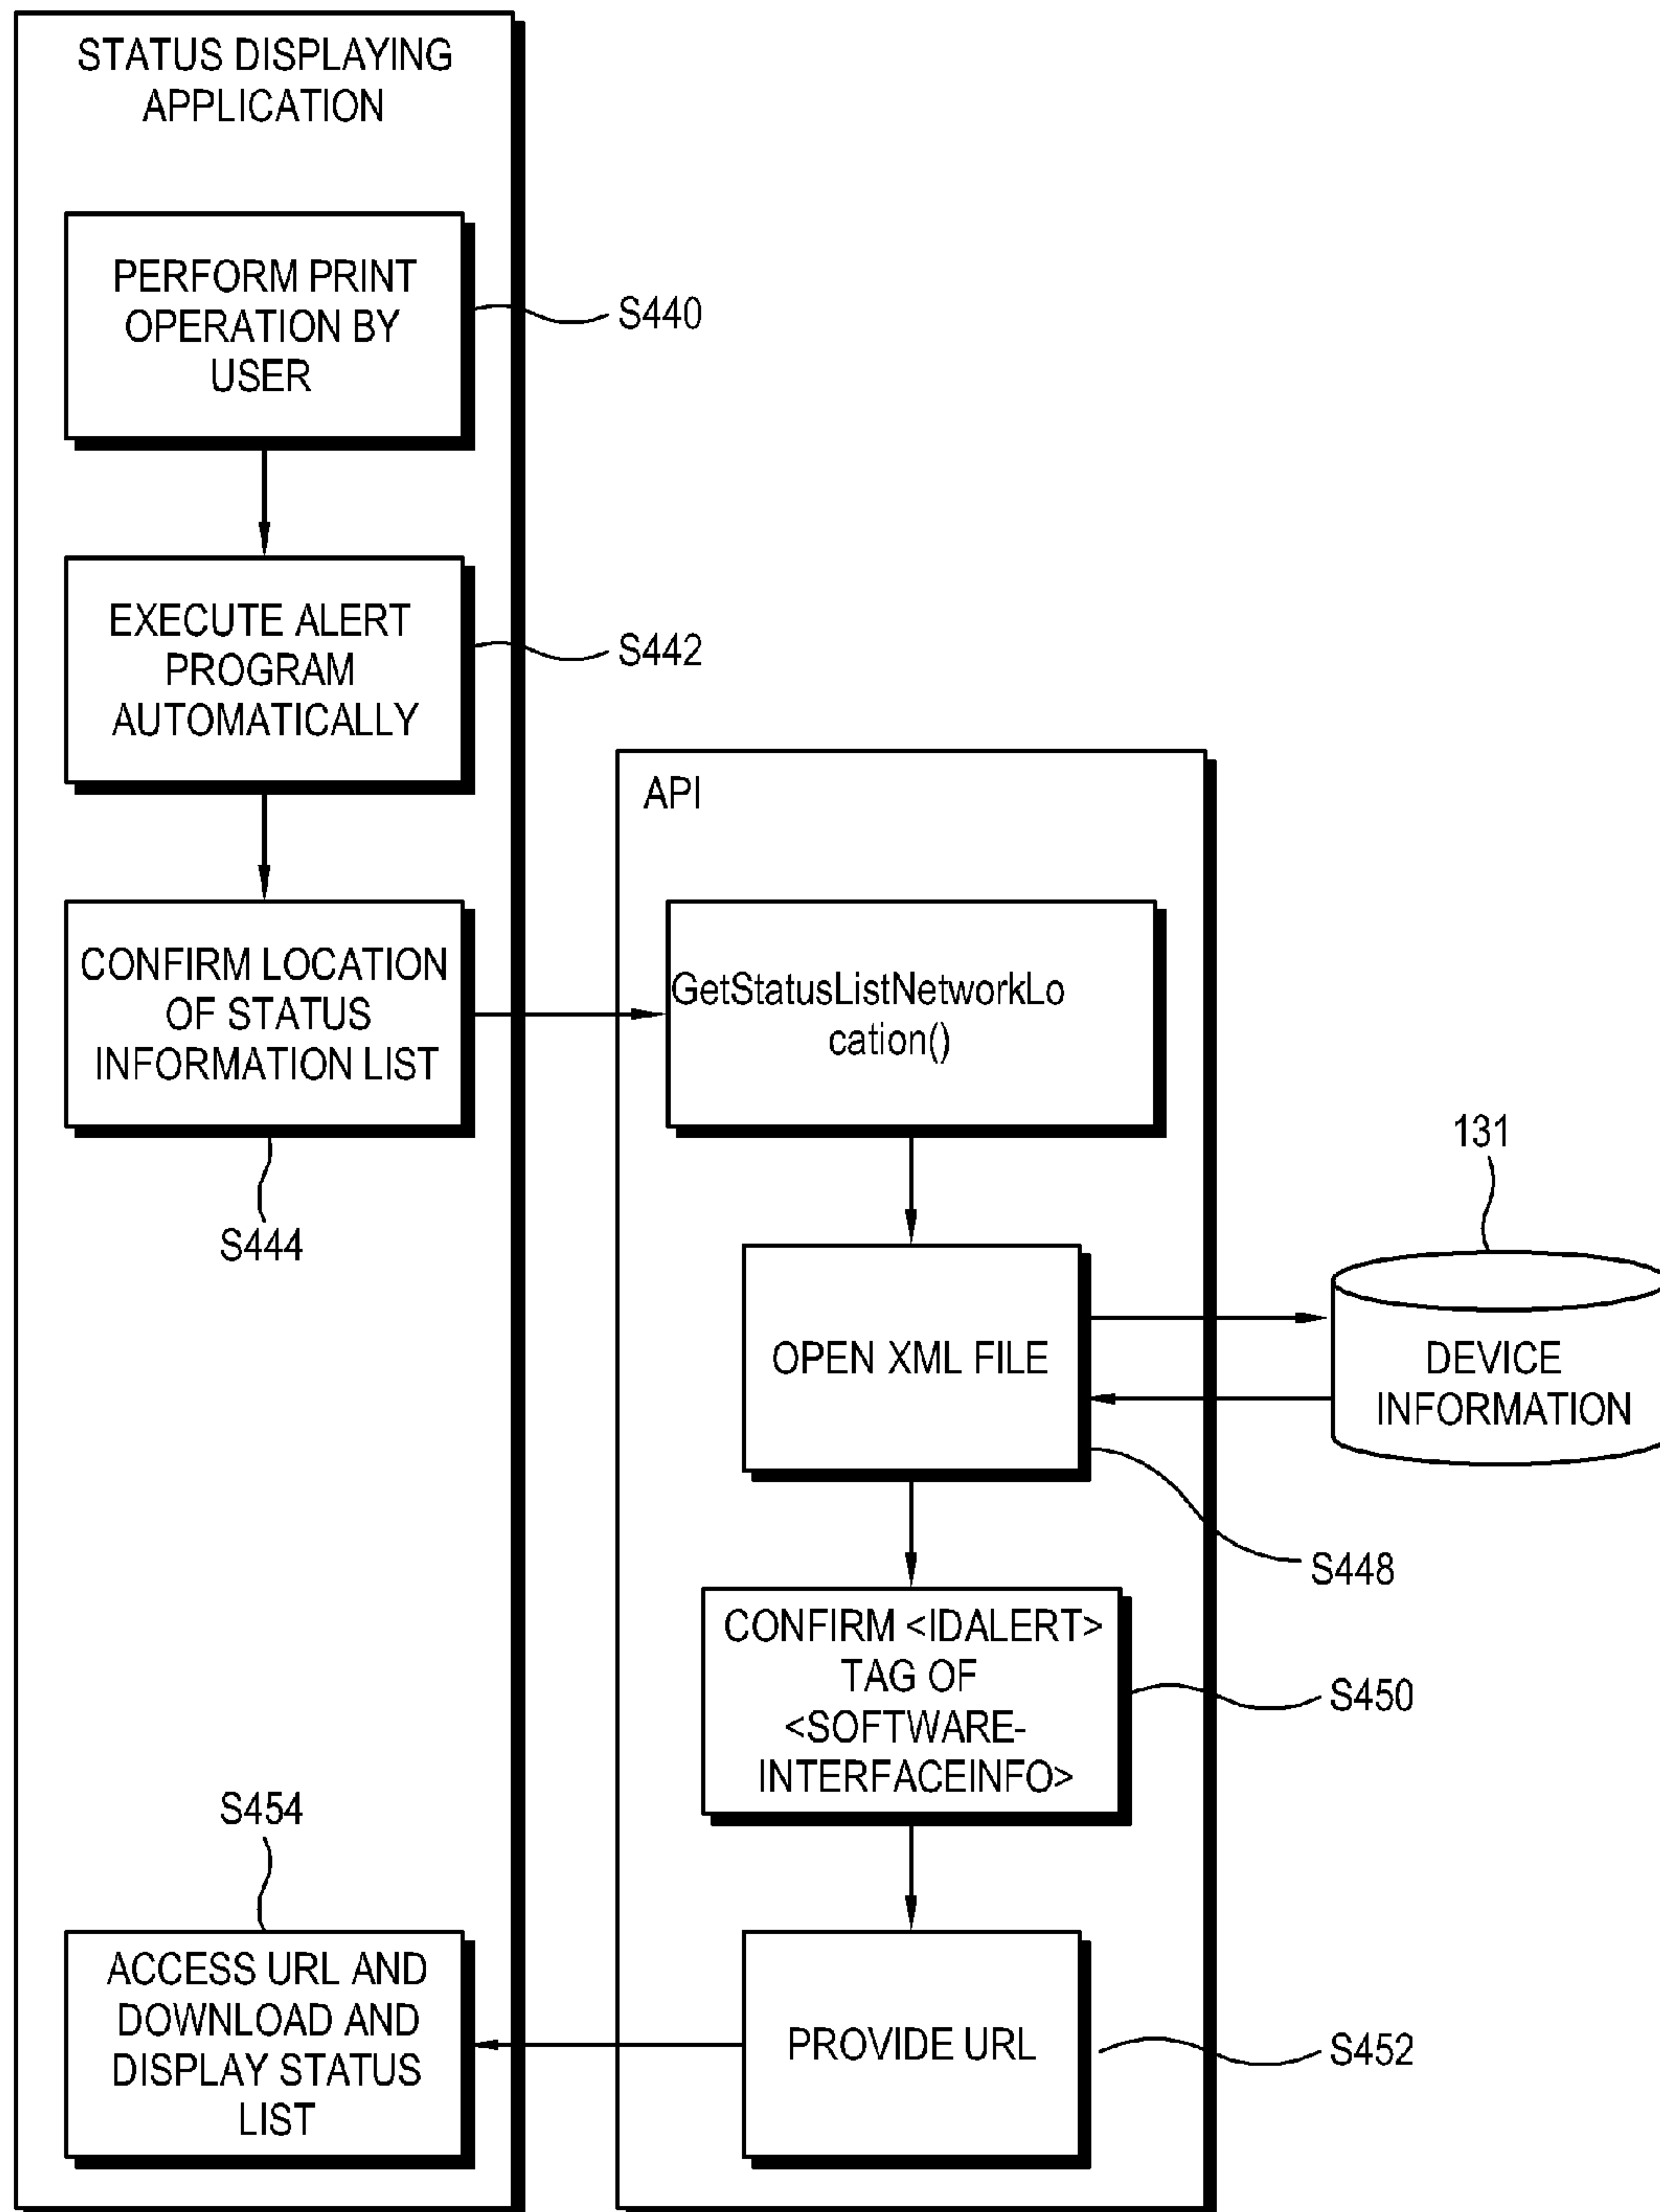 STATUS DISPLAYING
APPLICATION
PERFORM PRINT
OPERATION BY
USER
S440
EXECUTE ALERT
PROGRAM
AUTOMATICALLY
S442
API
CONFIRM LOCATION
OF STATUS
INFORMATION LIST
S444
GetStatusListNetworkLo
cation()
131
OPEN XML FILE
DEVICE
INFORMATION
S448
CONFIRM <IDALERT>
TAG OF
<SOFTWARE-
INTERFACEINFO>
S450
S454
ACCESS URL AND
DOWNLOAD AND
DISPLAY STATUS
LIST
PROVIDE URL
S452